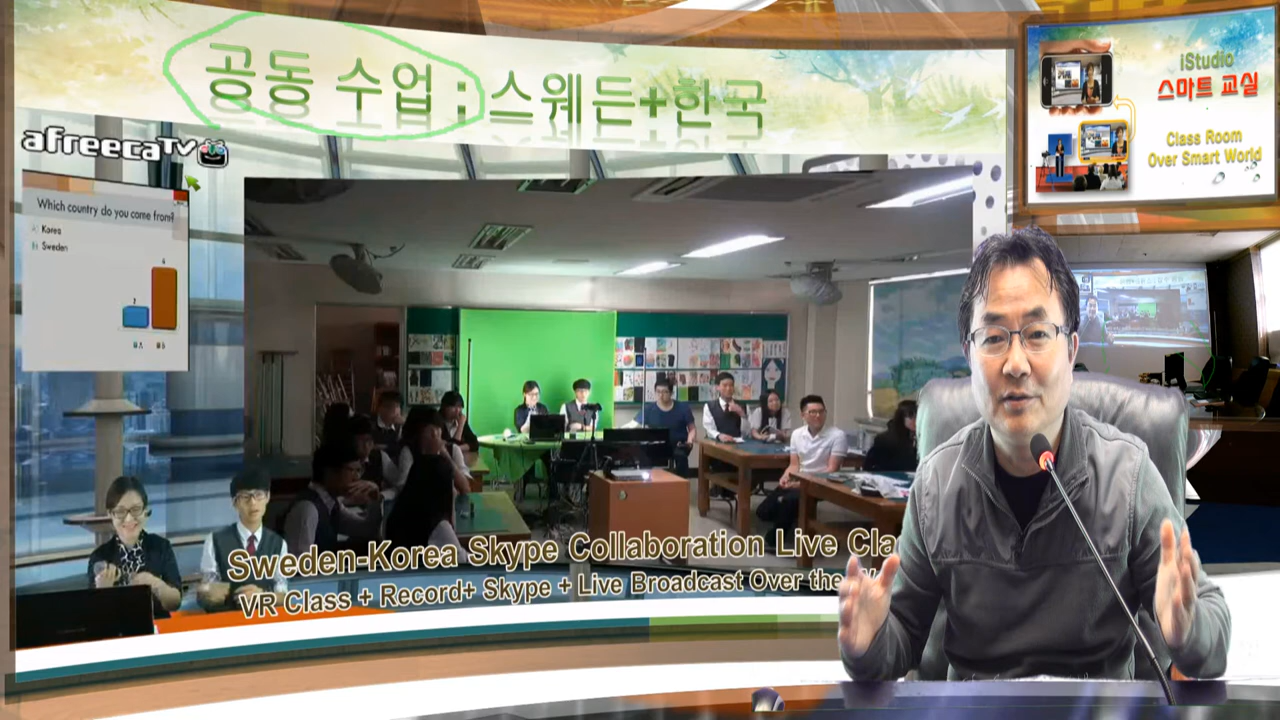 공동 수업 : 스웨든+한국
afreecaTV
Which country do you come from?
Korea
Sweden
iStudio
스마트 교실
Class Room
Over Smart World
Sweden-Korea Skype Collaboration Live Cla
VR Class + Record+ Skype + Live Broadcast Over the